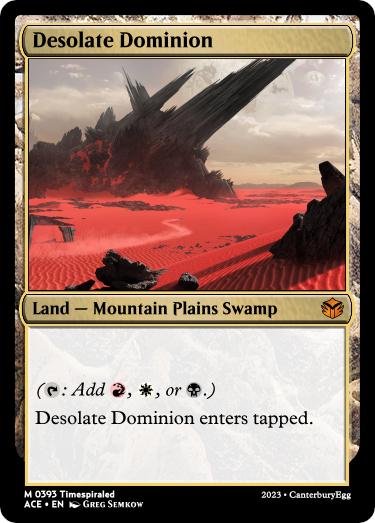 Desolate Dominion
Land — Mountain Plains Swamp
(: Add , , or .)
Desolate Dominion enters tapped.
M 0393 Timespiraled
ACE • EN Greg Semkow
2023 • CanterburyEgg